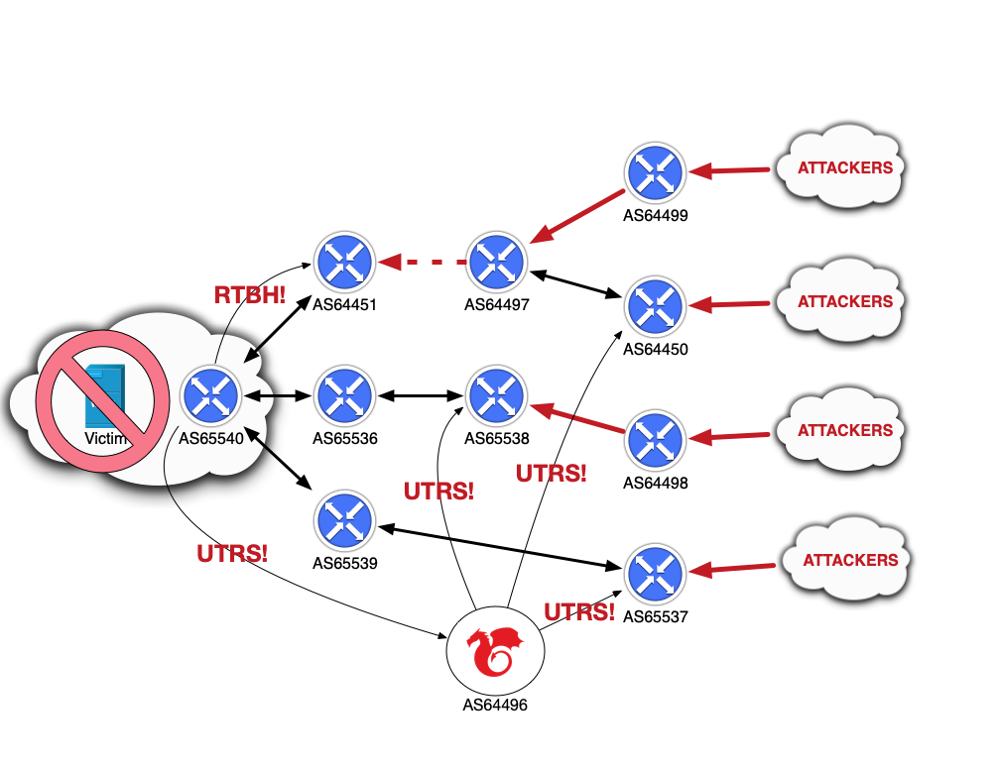 ATTACKERS
AS64499
RTBH!
AS64451
AS64497
ATTACKERS
AS64450
Victim
AS65540
AS65536
AS65538
ATTACKERS
AS64498
UTRS!
UTRS!
UTRS!
AS65539
ATTACKERS
UTRS!
AS65537
AS64496